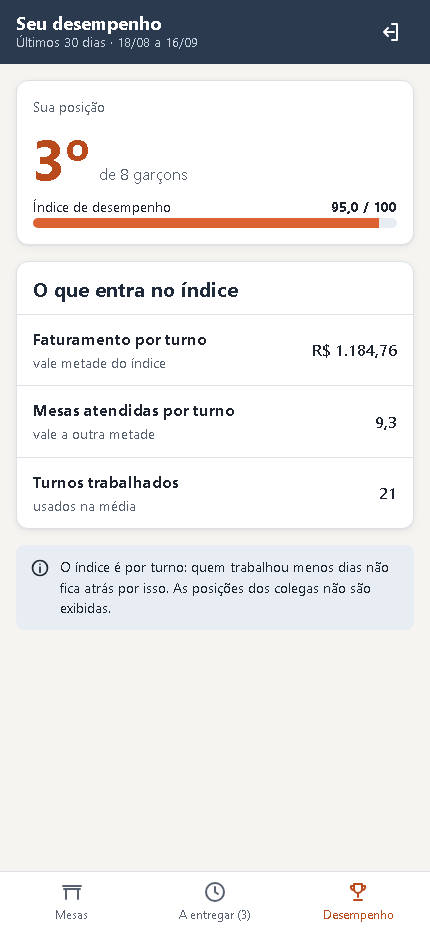 Seu desempenho
Últimos 30 dias · 18/08 a 16/09
Sua posição
3º de 8 garçons
Índice de desempenho 95,0 / 100
O que entra no índice
Faturamento por turno
vale metade do índice
R$ 1.184,76
Mesas atendidas por turno
vale a outra metade
9,3
Turnos trabalhados
usados na média
21
O índice é por turno: quem trabalhou menos dias não
fica atrás por isso. As posições dos colegas não são
exibidas.
Mesas
A entregar (3)
Desempenho